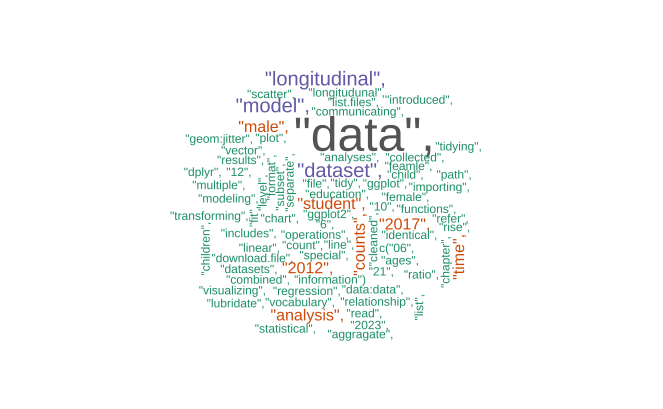 "longitudinal",
"scatter", "longitudunal"
"model", "list.files", '"introduced",
"communicating",
"male", "data",
"geom:jitter", "plot", "tidying",
"vector", "analyses", "collected",
"results", "format", "separate", "feamle",
"dplyr", "12", "dataset", "child", "path",
"multiple", "level", "subset", "file", "tidy", "ggplot", "importing",
"education", "female",
"modeling", "student", "10", "functions",
"transforming", "fit", "chart", "ggplot2", "refer",
"6", "2017", "rise",
"includes", "operations", "counts", "cleaned", "identical",
"children", "linear", "count", "line", c("06", "time"
"download.file", "special", "ages", "chapter",
"datasets", "2012", 21", "ratio",
"combined", "information")
"visualizing", "regression", "data:data",
"lubridate", "vocabulary", "relationship", "list",
"analysis", "read",
"statistical", "2023",
"aggragate",